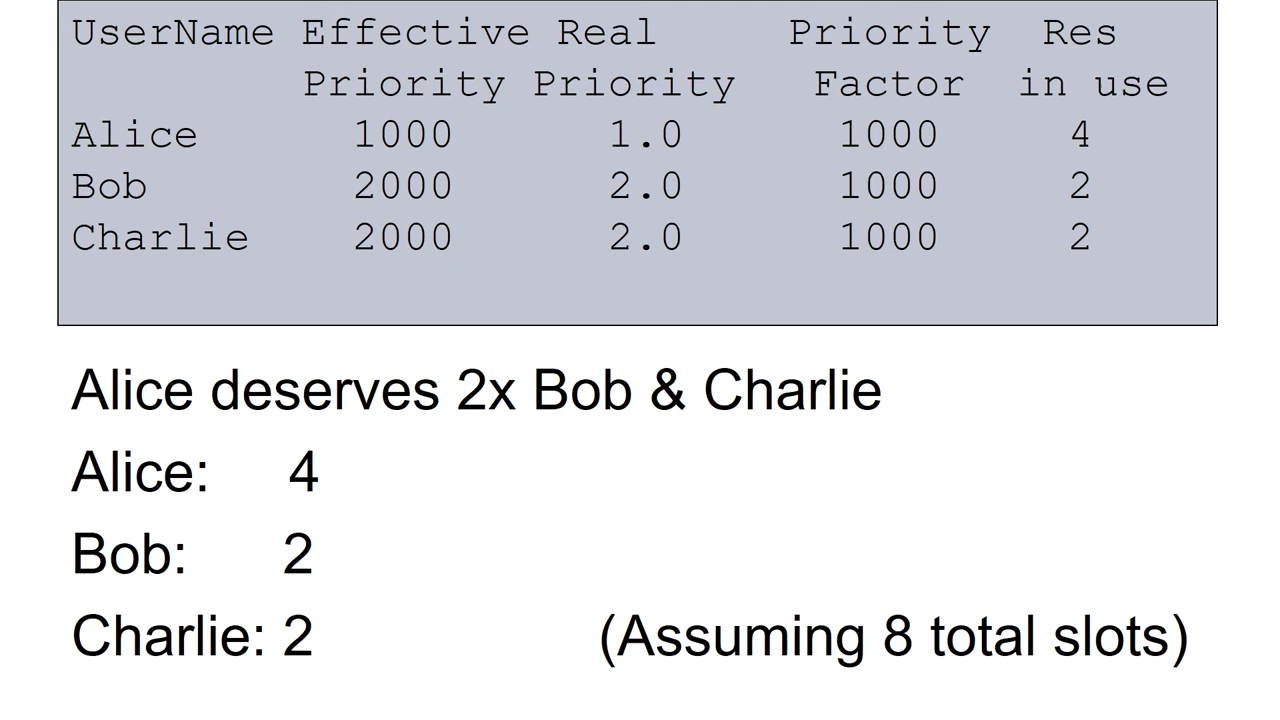 UserName Effective Real Priority Res
Priority Priority Factor in use
Alice 1000 1.0 1000 4
Bob 2000 2.0 1000 2
Charlie 2000 2.0 1000 2
Alice deserves 2x Bob & Charlie
Alice: 4
Bob: 2
Charlie: 2 (Assuming 8 total slots)